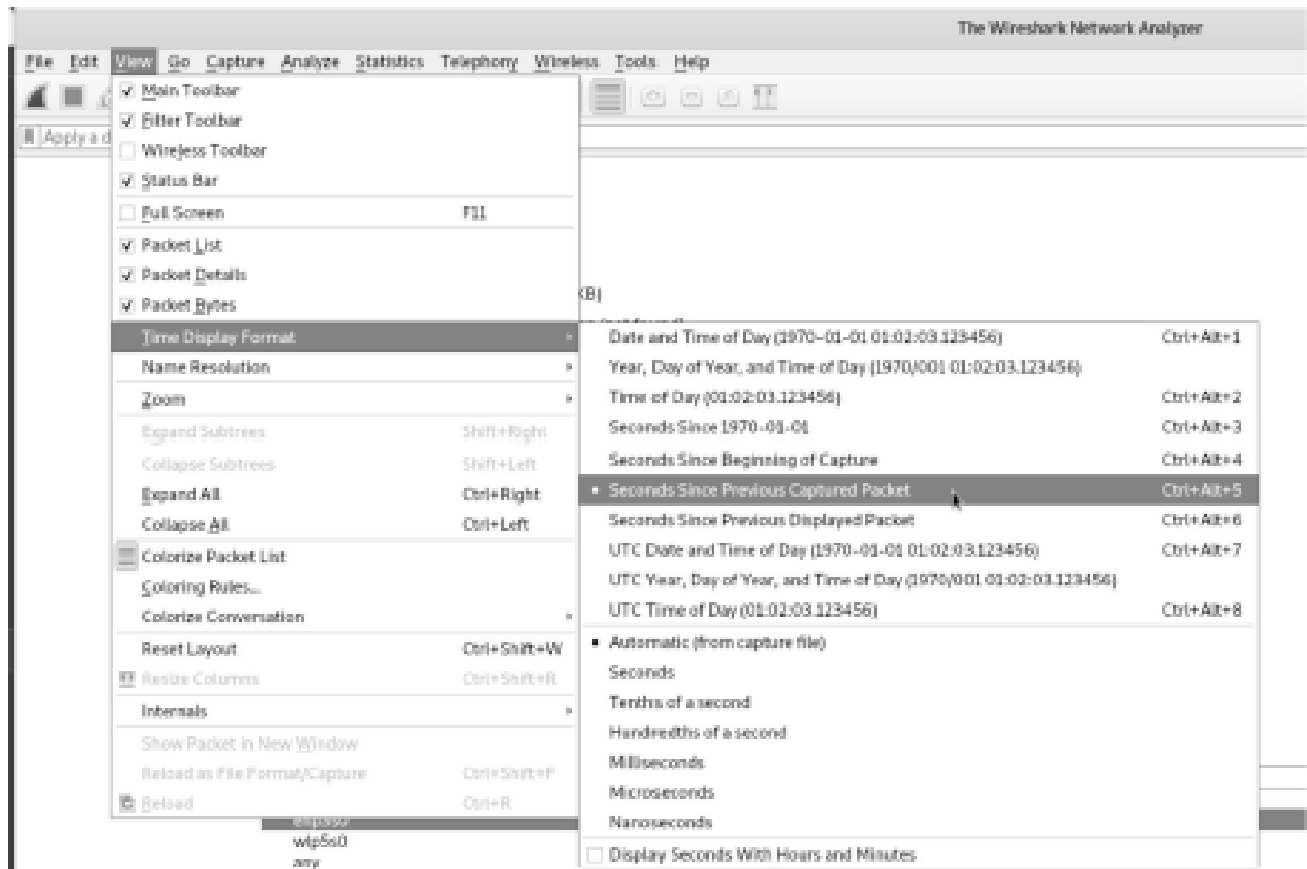 The Wireshark Network Analyzer
File Edit View Go Capture Analyze Statistics Telephony Wireless Tools Help
Main Toolbar
Apply a d
Filter Toolbar
Wireless Toolbar
Status Bar
Full Screen F11
Packet List
Packet Details
Packet Bytes
KB)
Time Display Format
Name Resolution
Zoom
Expand Subtrees Shift+Right
Collapse Subtrees Shift+Left
Expand All Ctrl+Right
Collapse All Ctrl+Left
Colorize Packet List
Coloring Rules...
Colorize Conversation
Reset Layout Ctrl+Shift+W
Resize Columns Ctrl+Shift+R
Internals
Show Packet in New Window
Reload as File Format/Capture Ctrl+Shift+F
Reload Ctrl+R
Date and Time of Day (1970-01-01 01:02:03.123456) Ctrl+Alt+1
Year, Day of Year, and Time of Day (1970/001 01:02:03.123456)
Time of Day (01:02:03.123456) Ctrl+Alt+2
Seconds Since 1970-01-01 Ctrl+Alt+3
Seconds Since Beginning of Capture Ctrl+Alt+4
Seconds Since Previous Captured Packet Ctrl+Alt+5
Seconds Since Previous Displayed Packet Ctrl+Alt+6
UTC Date and Time of Day (1970-01-01 01:02:03.123456) Ctrl+Alt+7
UTC Year, Day of Year, and Time of Day (1970/001 01:02:03.123456)
UTC Time of Day (01:02:03.123456) Ctrl+Alt+8
Automatic (from capture file)
Seconds
Tenths of a second
Hundredths of a second
Milliseconds
Microseconds
Nanoseconds
Display Seconds With Hours and Minutes
wlp5s0
any